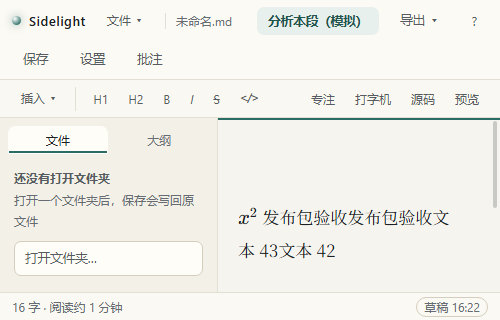 Sidelight 文件 未命名.md 分析本段（模拟） 导出 ?
保存 设置 批注
插入 H1 H2 B I S </> 专注 打字机 源码 预览
文件 大纲
还没有打开文件夹
打开一个文件夹后，保存会写回原
文件
打开文件夹...
x² 发布包验收发布包验收文
本 43文本 42
16 字 · 阅读约 1 分钟 草稿 16:22